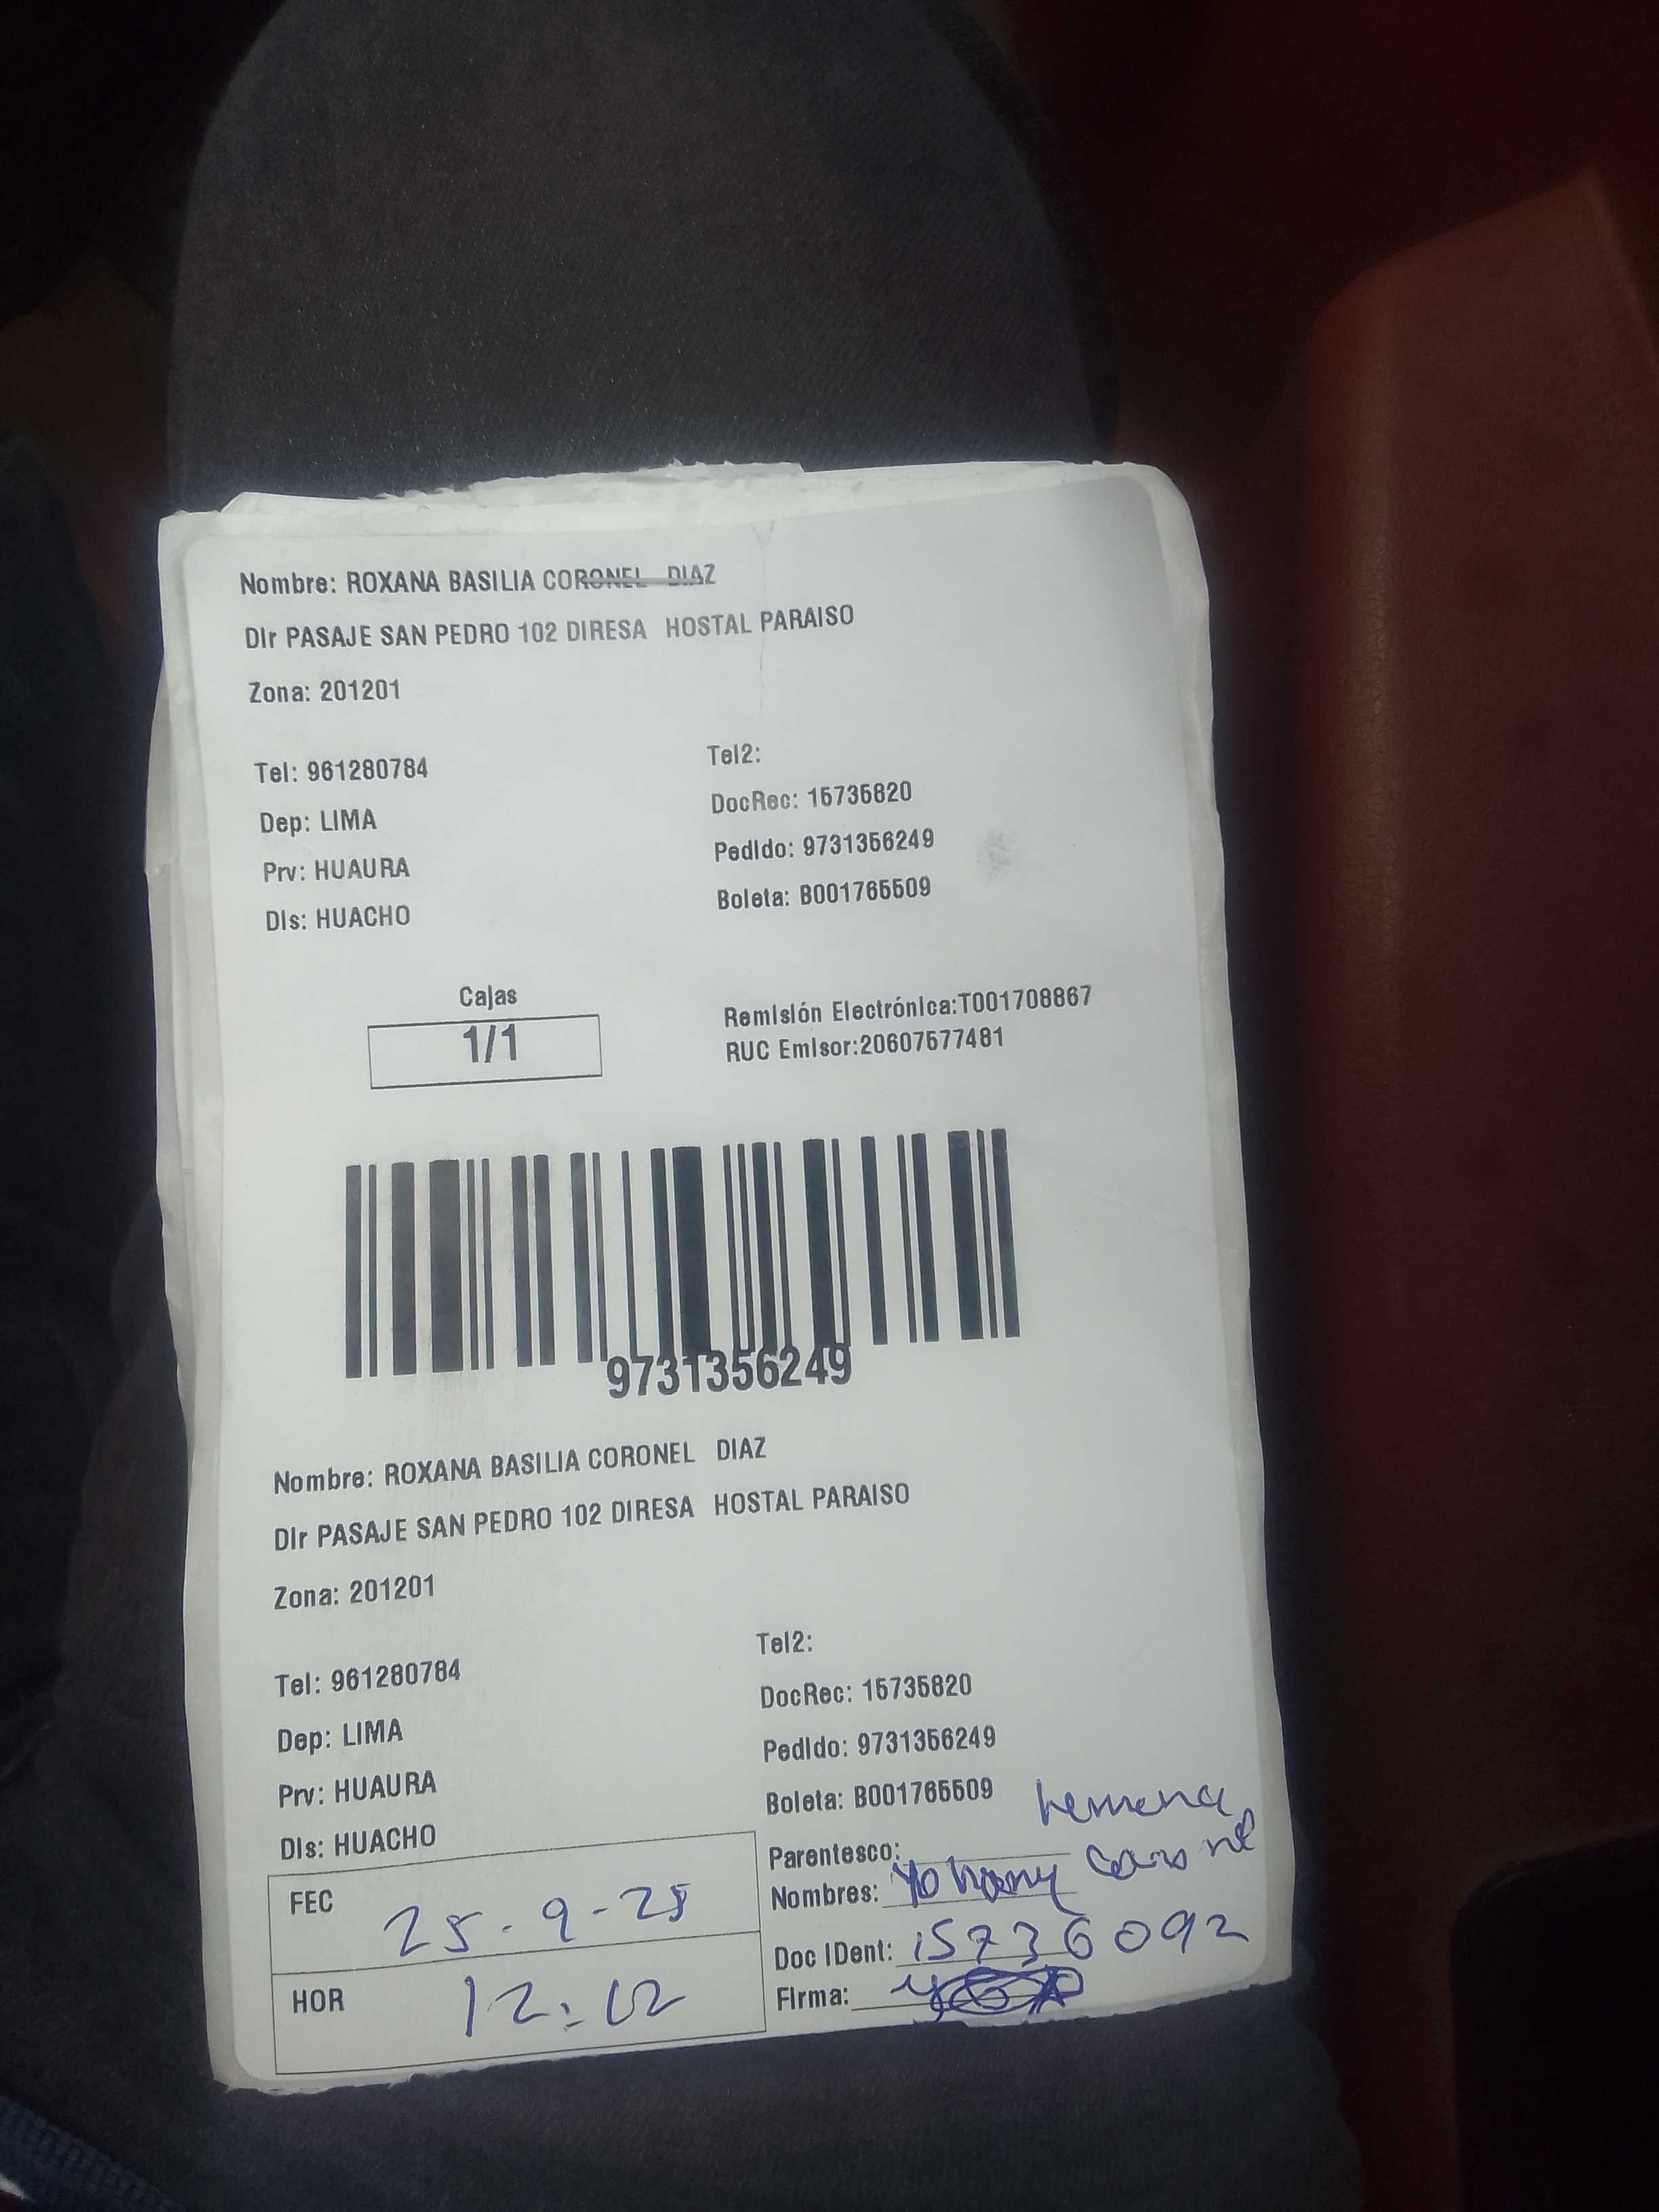 Nombre: ROXANA BASILIA CORONEL DIAZ
Dir PASAJE SAN PEDRO 102 DIRESA HOSTAL PARAISO
Zona: 201201
Tel: 961280784
Tel2:
Dep: LIMA
DocRec: 15735820
Prv: HUAURA
Pedido: 9731356249
Dis: HUACHO
Boleta: B001765509
Cajas
1/1
Remisión Electrónica:T001708867
RUC Emisor:20607577481
9731356249
Nombre: ROXANA BASILIA CORONEL DIAZ
Dir PASAJE SAN PEDRO 102 DIRESA HOSTAL PARAISO
Zona: 201201
Tel: 961280784
Tel2:
Dep: LIMA
DocRec: 15735820
Prv: HUAURA
Pedido: 9731356249
Dis: HUACHO
Boleta: B001765509
Parentesco:
Nombres: Yohany Coronel
Doc IDent: 15736092
Firma:
FEC 25-9-25
HOR 12:02